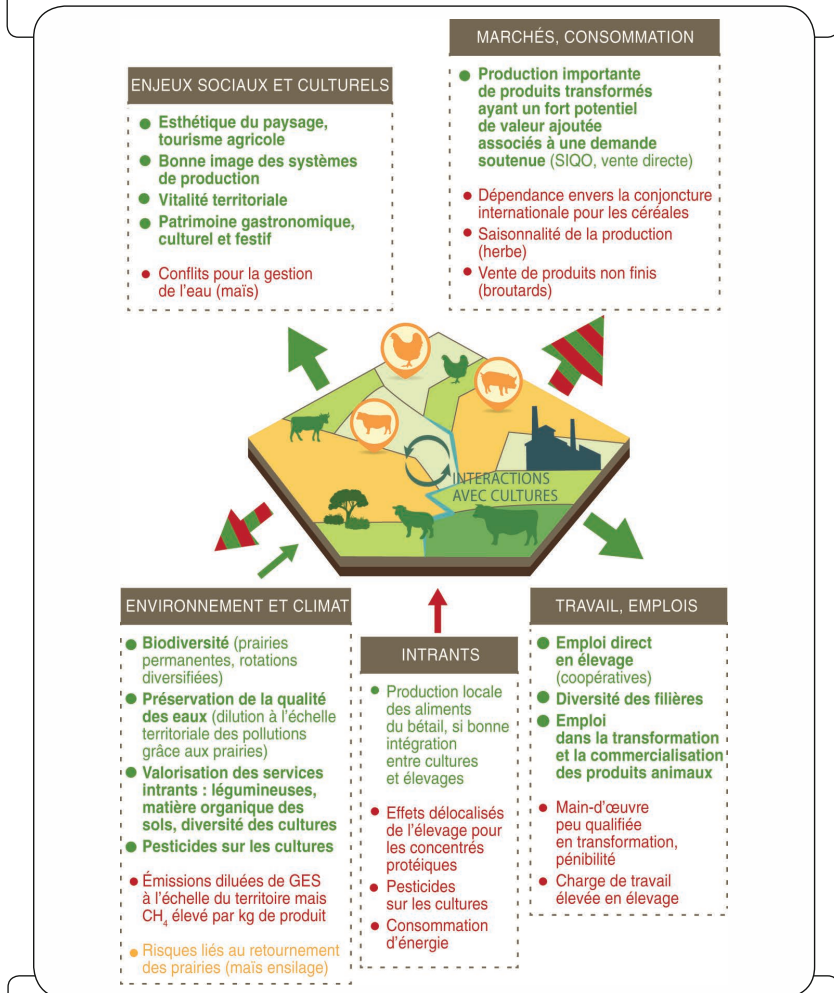 ENJEUX SOCIAUX ET CULTURELS
● Esthétique du paysage,
tourisme agricole
● Bonne image des systèmes
de production
● Vitalité territoriale
● Patrimoine gastronomique,
culturel et festif
● Conflits pour la gestion
de l'eau (maïs)
MARCHÉS, CONSOMMATION
● Production importante
de produits transformés
ayant un fort potentiel
de valeur ajoutée
associés à une demande
soutenue (SIQO, vente directe)
● Dépendance envers la conjoncture
internationale pour les céréales
● Saisonnalité de la production
(herbe)
● Vente de produits non finis
(broutards)
INTERACTIONS
AVEC CULTURES
ENVIRONNEMENT ET CLIMAT
● Biodiversité (prairies
permanentes, rotations
diversifiées)
● Préservation de la qualité
des eaux (dilution à l'échelle
territoriale des pollutions
grâce aux prairies)
● Valorisation des services
intrants : légumineuses,
matière organique des
sols, diversité des cultures
● Pesticides sur les cultures
● Émissions diluées de GES
à l'échelle du territoire mais
CH₄ élevé par kg de produit
● Risques liés au retournement
des prairies (maïs ensilage)
INTRANTS
● Production locale
des aliments
du bétail, si bonne
intégration
entre cultures
et élevages
● Effets délocalisés
de l'élevage pour
les concentrés
protéiques
● Pesticides
sur les cultures
● Consommation
d'énergie
TRAVAIL, EMPLOIS
● Emploi direct
en élevage
(coopératives)
● Diversité des filières
● Emploi
dans la transformation
et la commercialisation
des produits animaux
● Main-d'œuvre
peu qualifiée
en transformation,
pénibilité
● Charge de travail
élevée en élevage